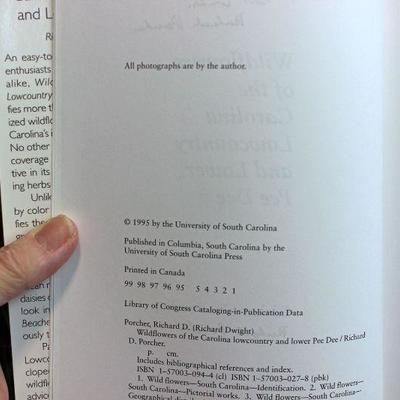 and L
An easy-to
enthusiasts
alike, Wild
Lowcountry
fies more t
ized wildflo
Carolina's
No other
coverage
tive in its
ing herbs
Unlik
by color
fies the
daisies
look in
Beache
ously t
Lowc
clope
wildfl
advic
All photographs are by the author.
© 1995 by the University of South Carolina
Published in Columbia, South Carolina by the
University of South Carolina Press
Printed in Canada
99 98 97 96 95 5 4 3 2 1
Library of Congress Cataloging-in-Publication Data
Porcher, Richard D. (Richard Dwight)
Wildflowers of the Carolina lowcountry and lower Pee Dee / Richard
D. Porcher.
p. cm.
Includes bibliographical references and index.
ISBN 1–57003–094–4 (cl) ISBN 1–57003–027–8 (pbk)
1. Wild flowers—South Carolina—Identification. 2. Wild flowers—
South Carolina—Pictorial works. 3. Wild flowers—South Carolina—